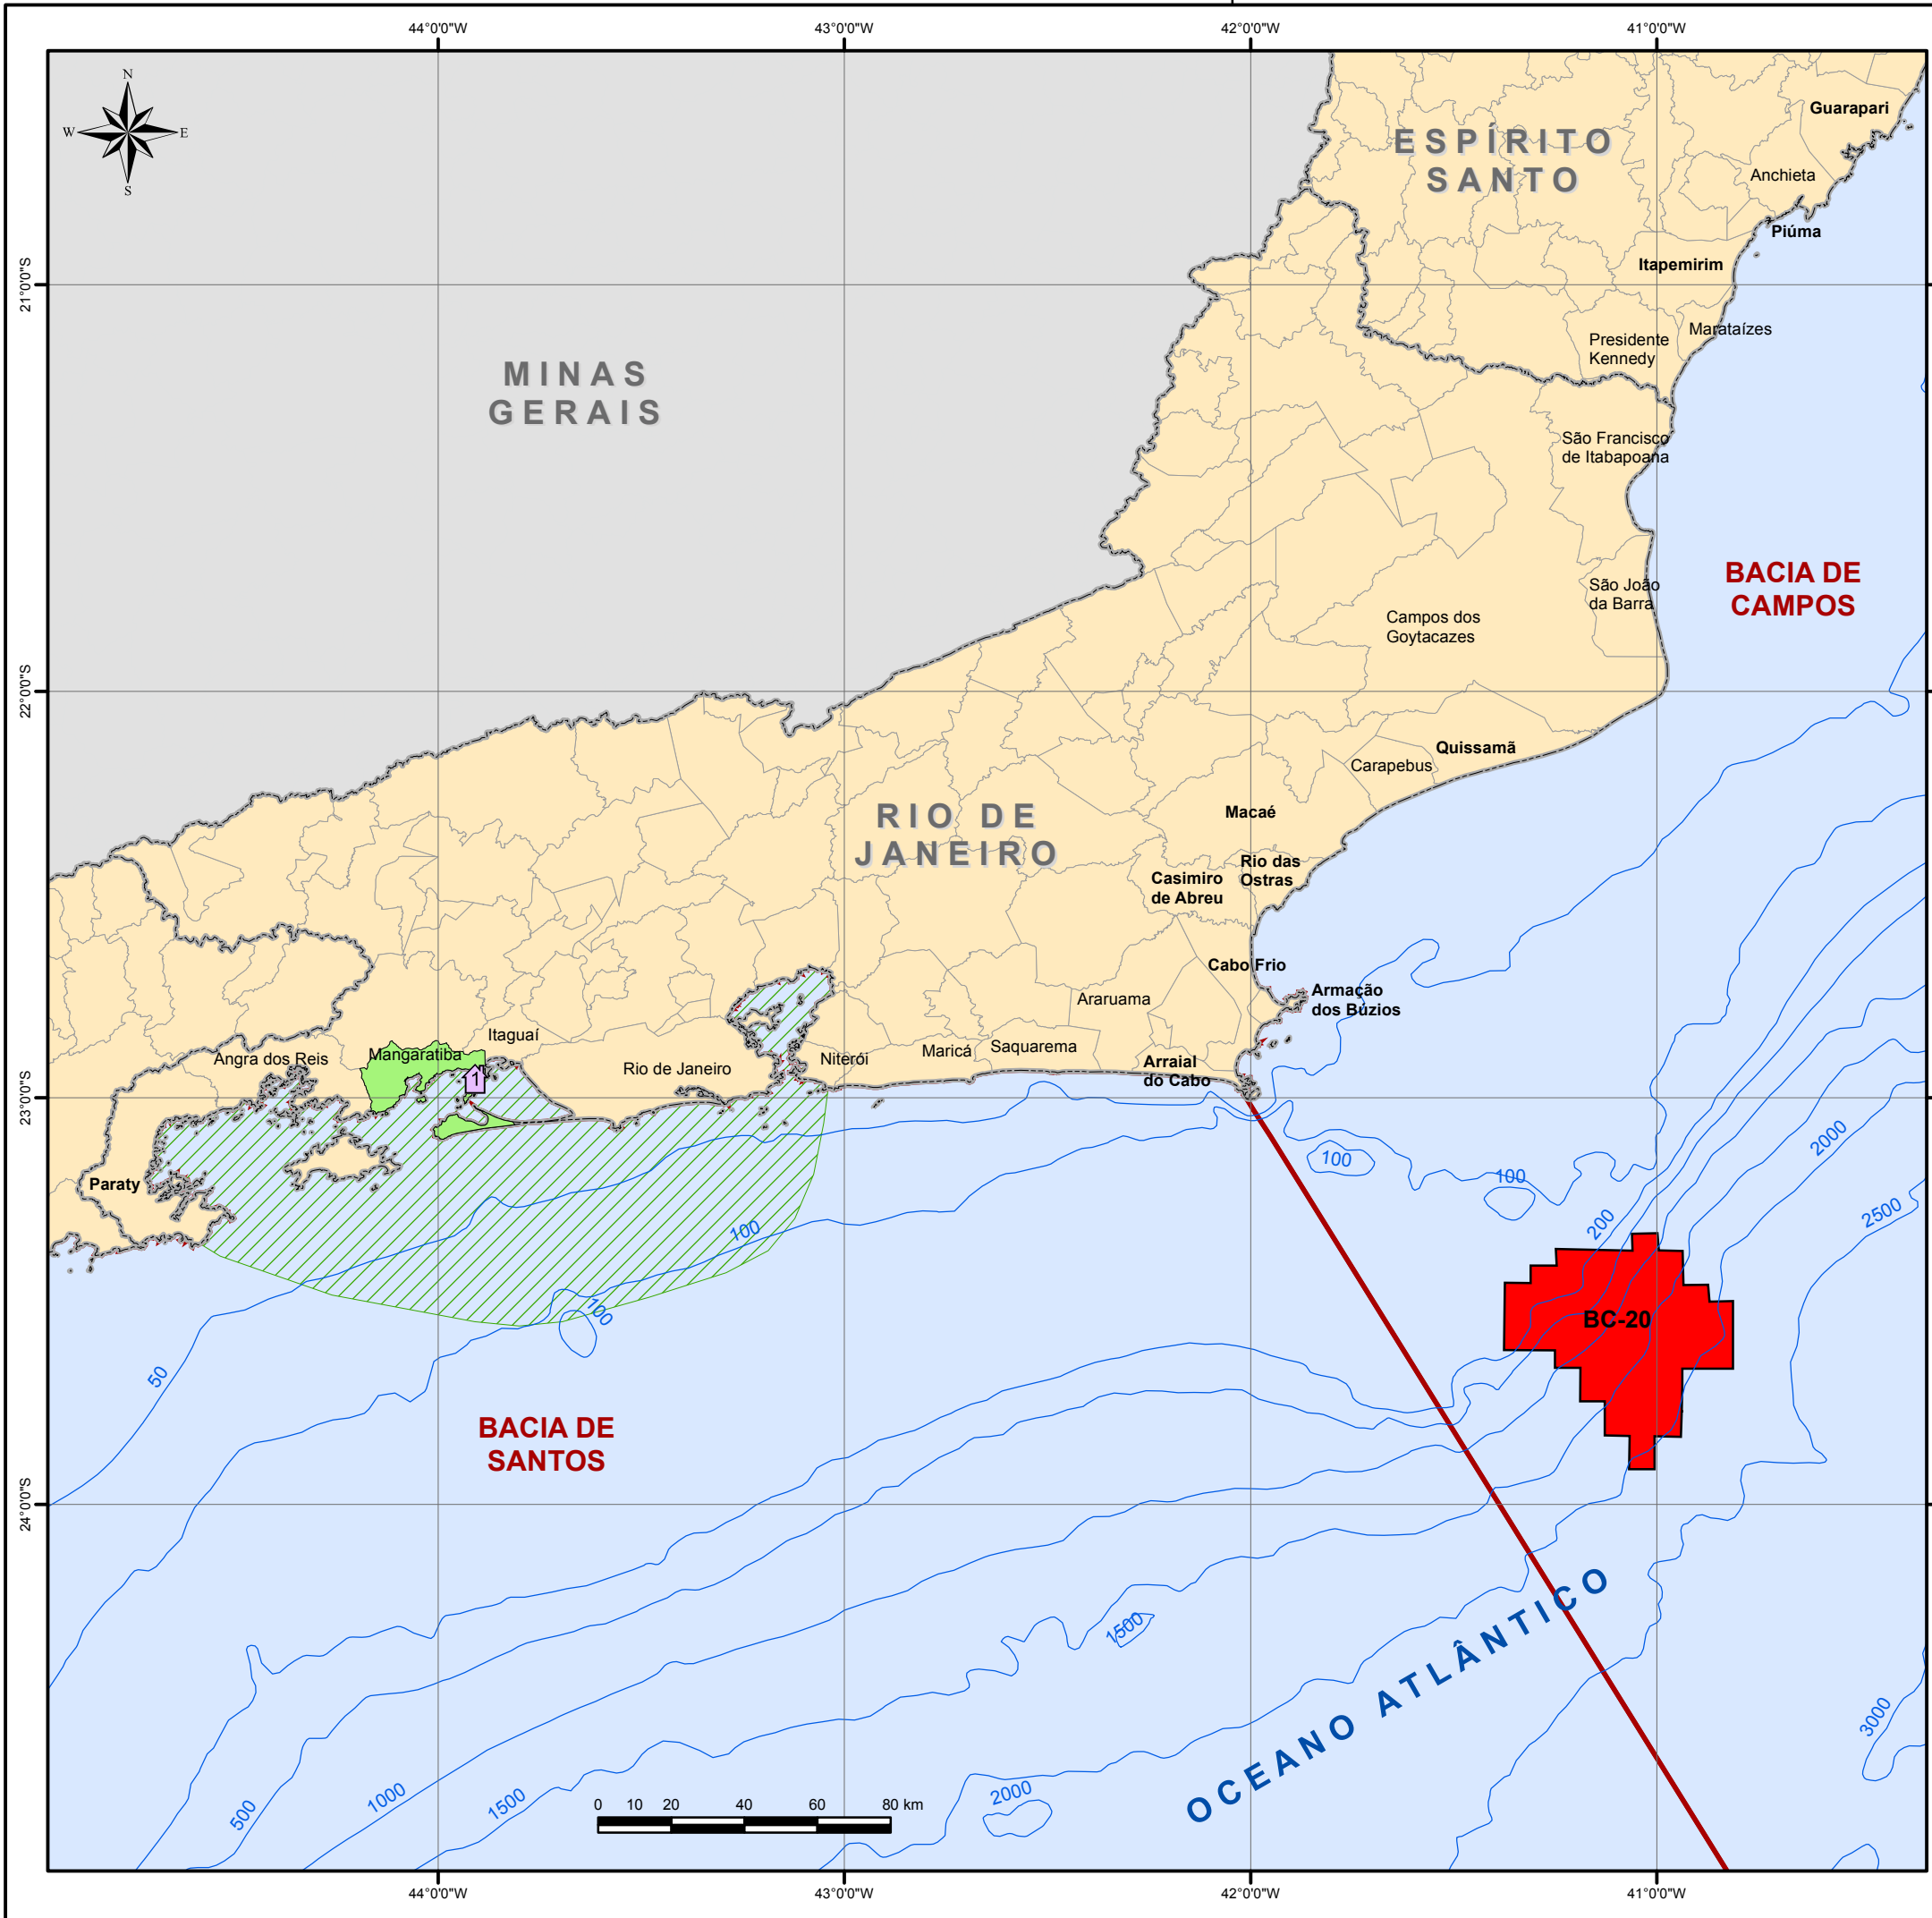 44°0'0"W
43°0'0"W
42°0'0"W
41°0'0"W
N
W
E
S
ESPÍRITO
SANTO
Guarapari
Anchieta
Piúma
Itapemirim
21°0'0"S
Marataízes
Presidente
Kennedy
MINAS
GERAIS
São Francisco
de Itabapoana
BACIA DE
CAMPOS
São João
da Barra
Campos dos
Goytacazes
22°0'0"S
Quissamã
Carapebus
Macaé
RIO DE
JANEIRO
Rio das
Ostras
Casimiro
de Abreu
Cabo Frio
Armação
dos Búzios
Araruama
Itaguaí
Mangaratiba
Angra dos Reis
Rio de Janeiro
Niterói
Maricá
Saquarema
Arraial
do Cabo
1
23°0'0"S
Paraty
100
100
2000
2500
200
100
100
50
BC-20
BACIA DE
SANTOS
24°0'0"S
OCEANO ATLÂNTICO
1500
3000
500
1000
1500
2000
0 10 20 40 60 80 km
44°0'0"W
43°0'0"W
42°0'0"W
41°0'0"W